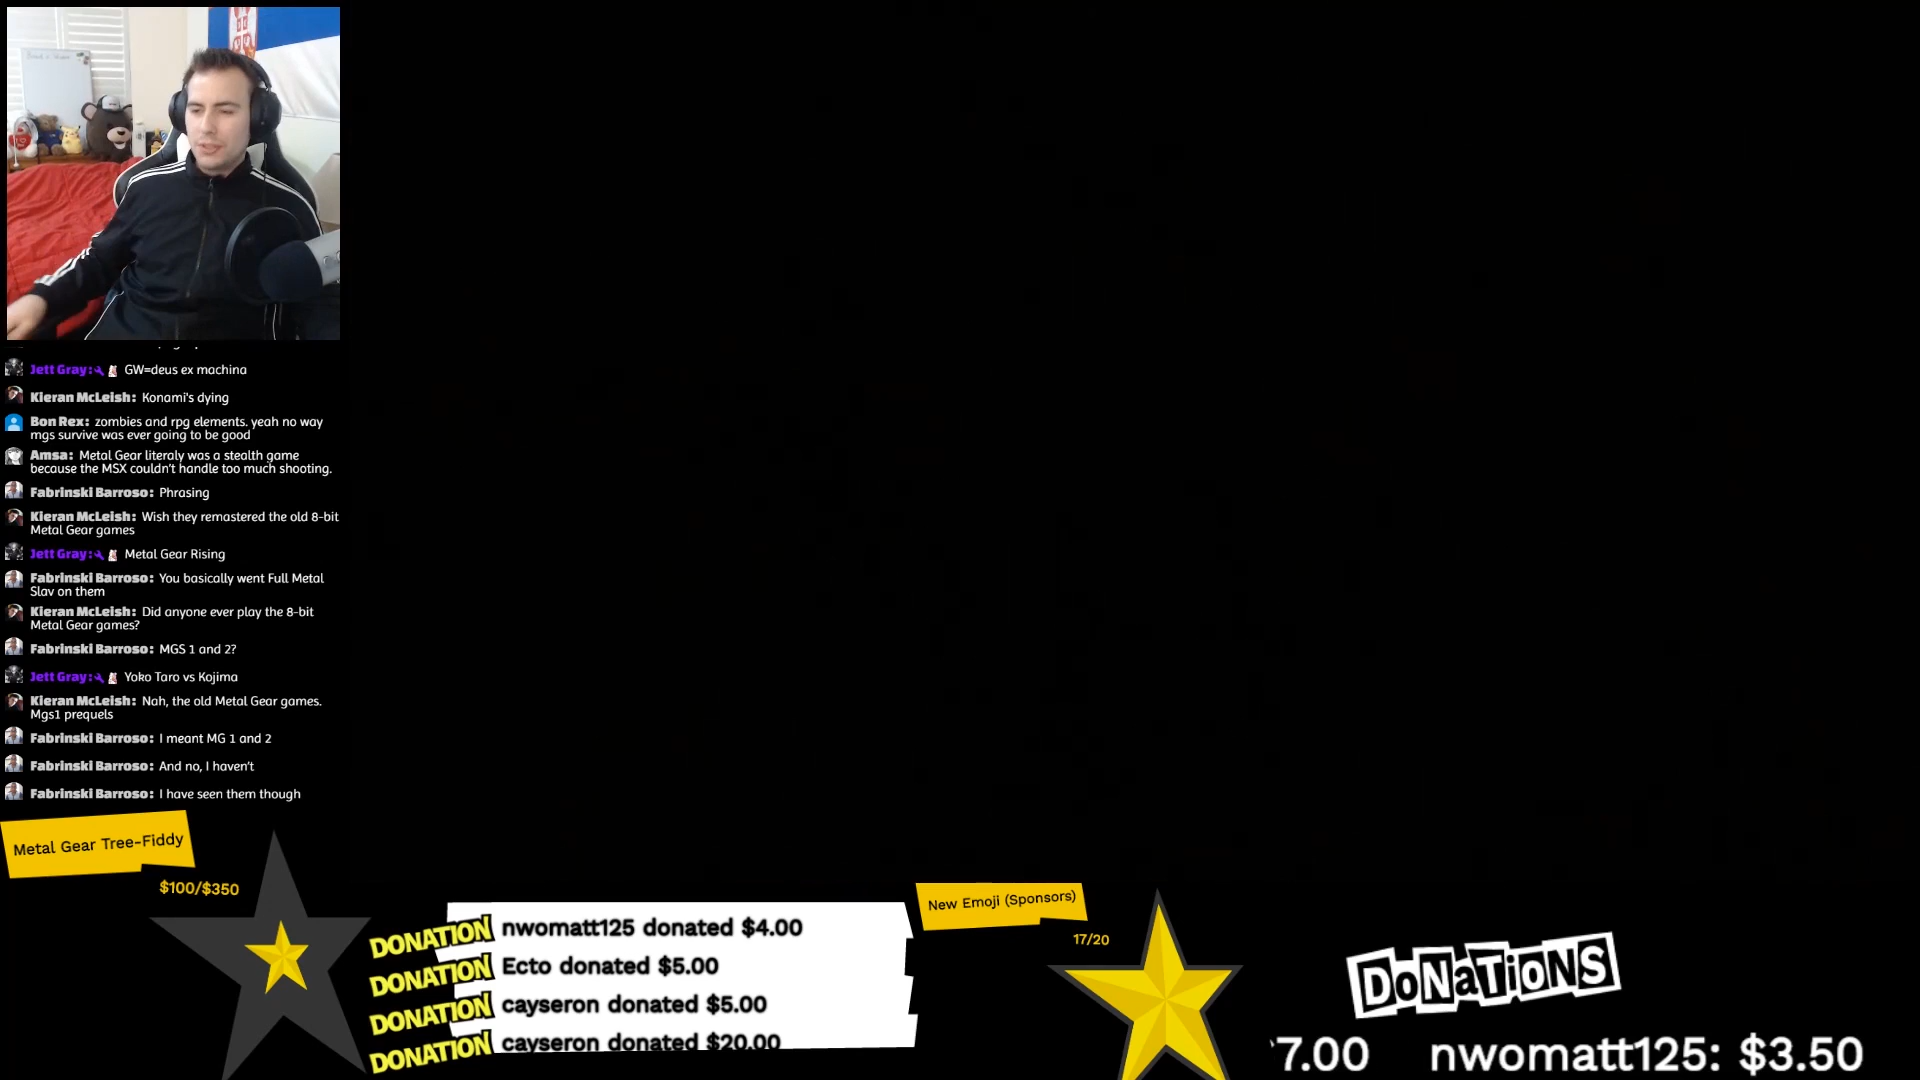 Jett Gray: GW=deus ex machina
Kieran McLeish: Konami's dying
Bon Rex: zombies and rpg elements. yeah no way
mgs survive was ever going to be good
Amsa: Metal Gear literaly was a stealth game
because the MSX couldn't handle too much shooting.
Fabrinski Barroso: Phrasing
Kieran McLeish: Wish they remastered the old 8-bit
Metal Gear games
Jett Gray: Metal Gear Rising
Fabrinski Barroso: You basically went Full Metal
Slav on them
Kieran McLeish: Did anyone ever play the 8-bit
Metal Gear games?
Fabrinski Barroso: MGS 1 and 2?
Jett Gray: Yoko Taro vs Kojima
Kieran McLeish: Nah, the old Metal Gear games.
Mgs1 prequels
Fabrinski Barroso: I meant MG 1 and 2
Fabrinski Barroso: And no, I haven't
Fabrinski Barroso: I have seen them though
Metal Gear Tree-Fiddy
$100/$350
DONATION nwomatt125 donated $4.00
DONATION Ecto donated $5.00
DONATION cayseron donated $5.00
DONATION cayseron donated $20.00
New Emoji (Sponsors)
17/20
DoNaTioNS
7.00 nwomatt125: $3.50